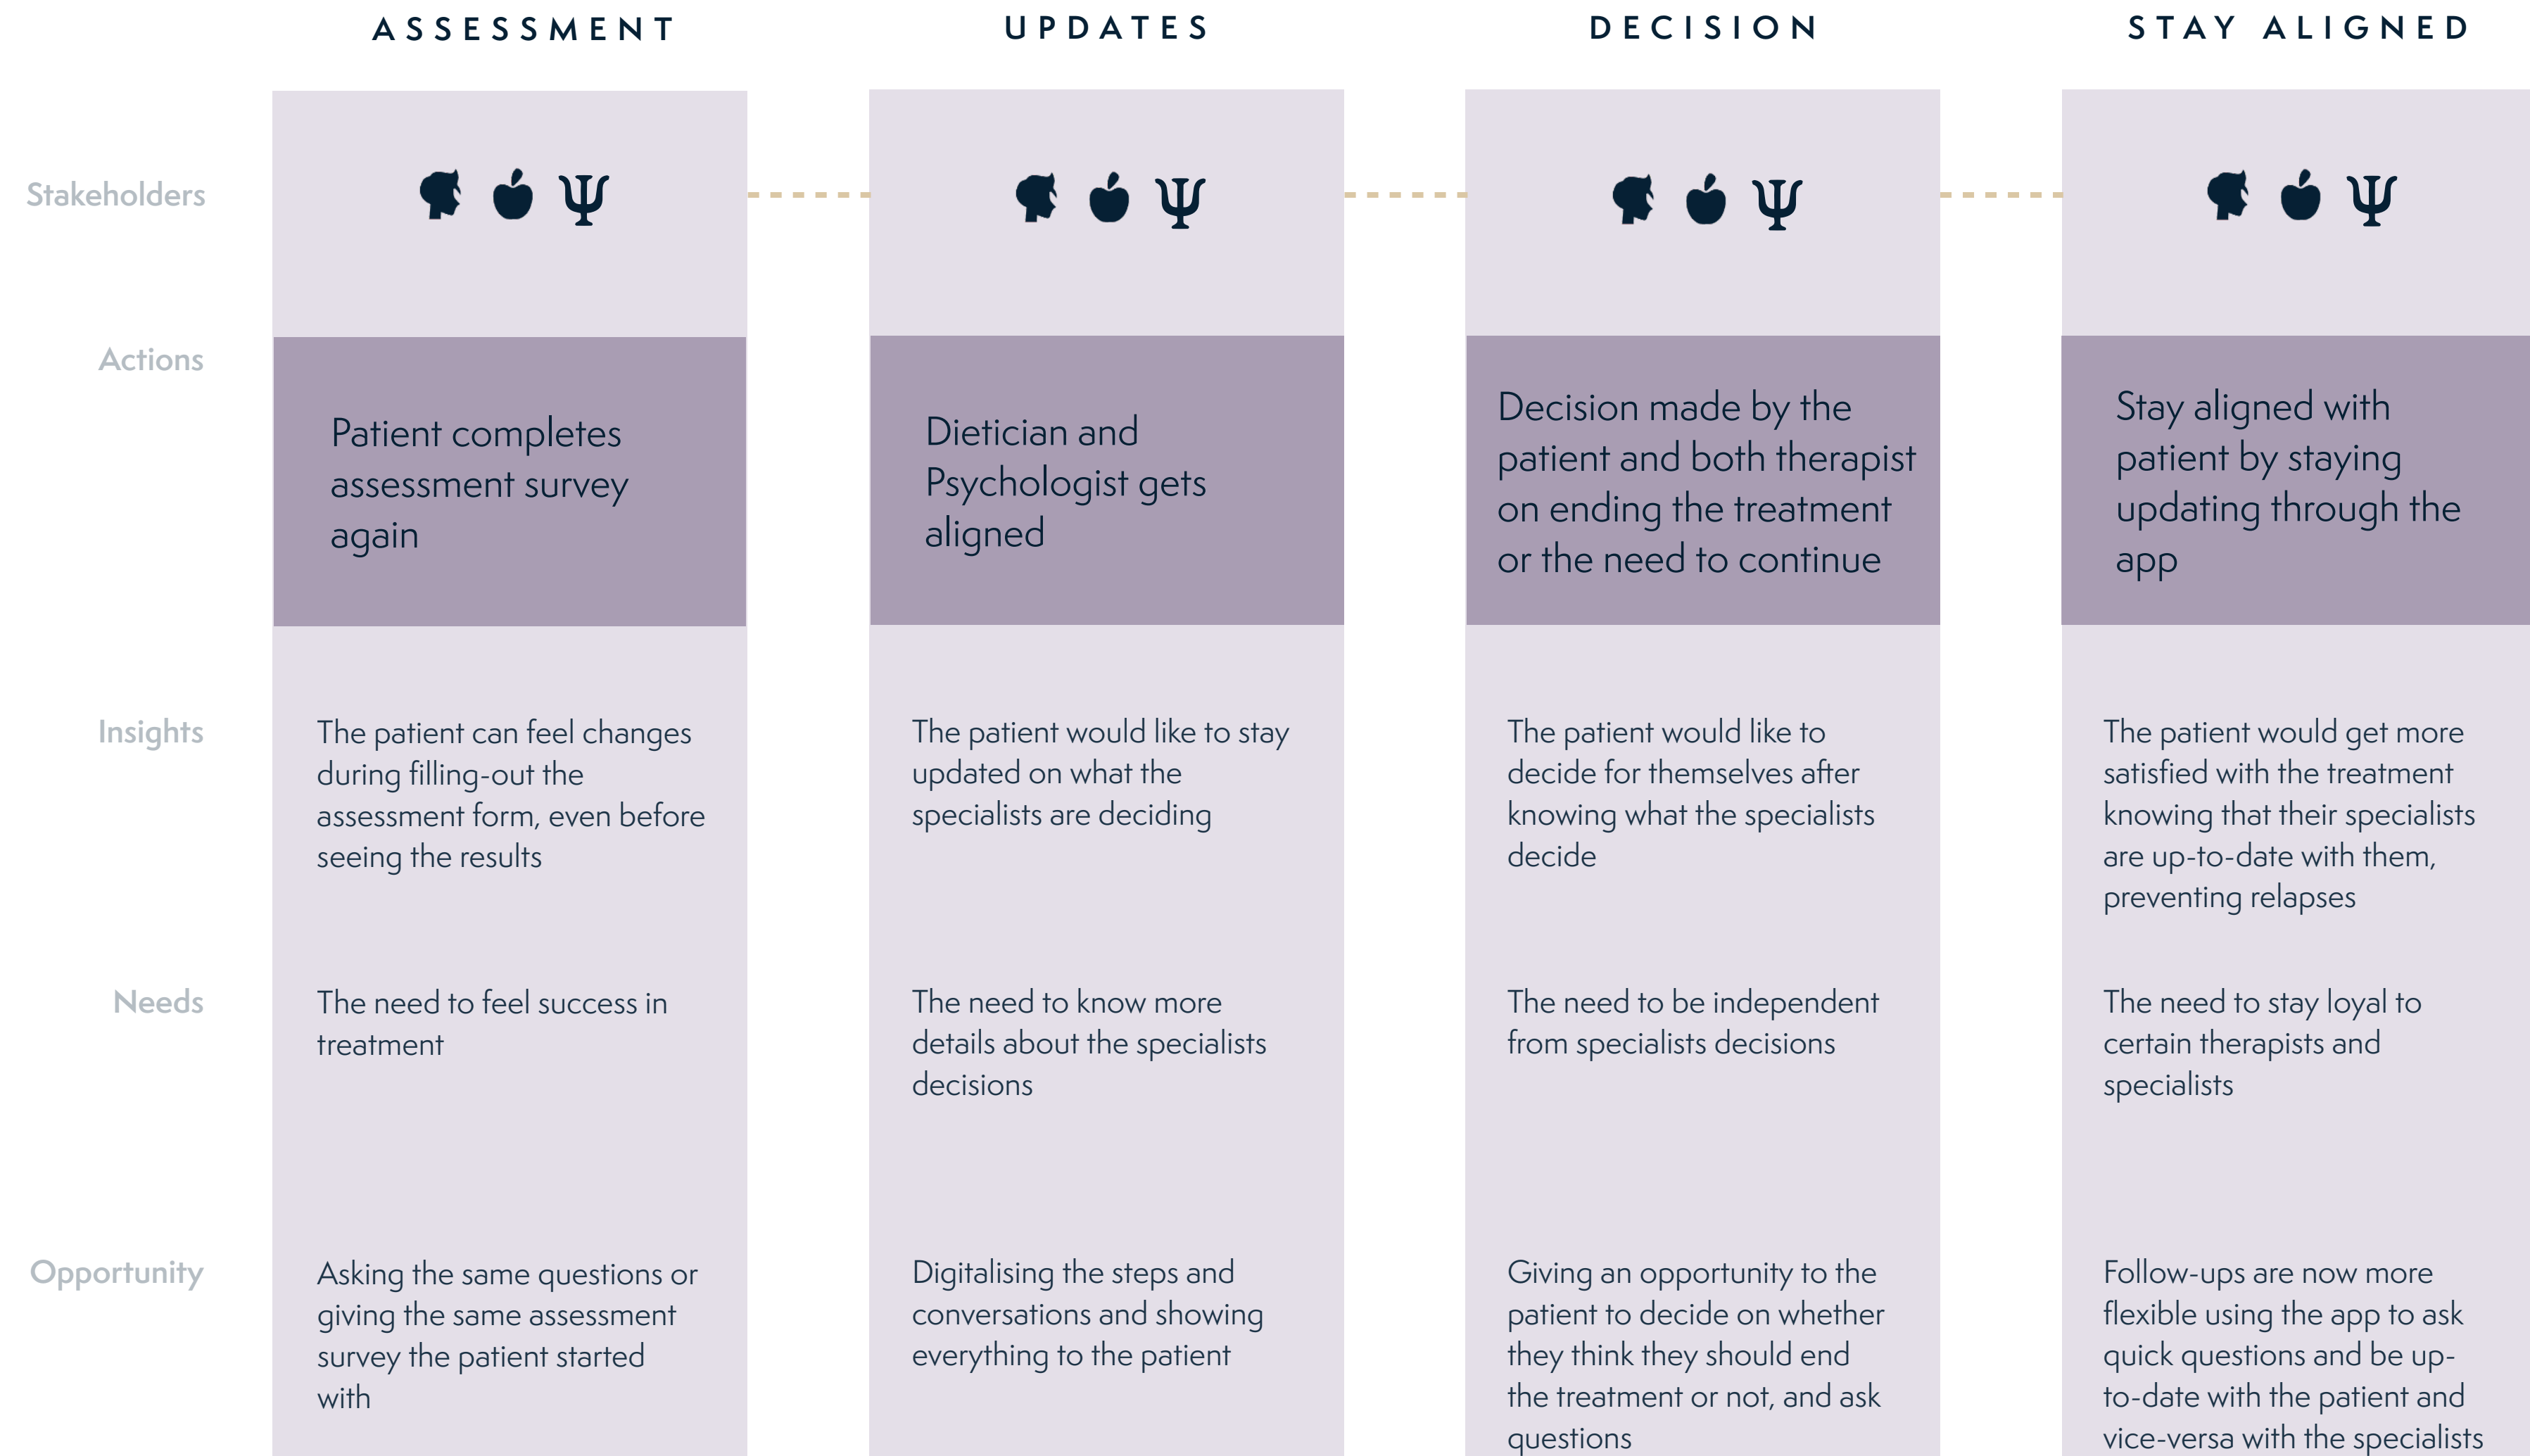 ASSESSMENT
UPDATES
DECISION
STAY ALIGNED
Stakeholders
Ψ
Ψ
Ψ
Ψ
Actions
Patient completes
assessment survey
again
Dietician and
Psychologist gets
aligned
Decision made by the
patient and both therapist
on ending the treatment
or the need to continue
Stay aligned with
patient by staying
updating through the
app
Insights
The patient can feel changes
during filling-out the
assessment form, even before
seeing the results
The patient would like to stay
updated on what the
specialists are deciding
The patient would like to
decide for themselves after
knowing what the specialists
decide
The patient would get more
satisfied with the treatment
knowing that their specialists
are up-to-date with them,
preventing relapses
Needs
The need to feel success in
treatment
The need to know more
details about the specialists
decisions
The need to be independent
from specialists decisions
The need to stay loyal to
certain therapists and
specialists
Opportunity
Asking the same questions or
giving the same assessment
survey the patient started
with
Digitalising the steps and
conversations and showing
everything to the patient
Giving an opportunity to the
patient to decide on whether
they think they should end
the treatment or not, and ask
questions
Follow-ups are now more
flexible using the app to ask
quick questions and be up-
to-date with the patient and
vice-versa with the specialists